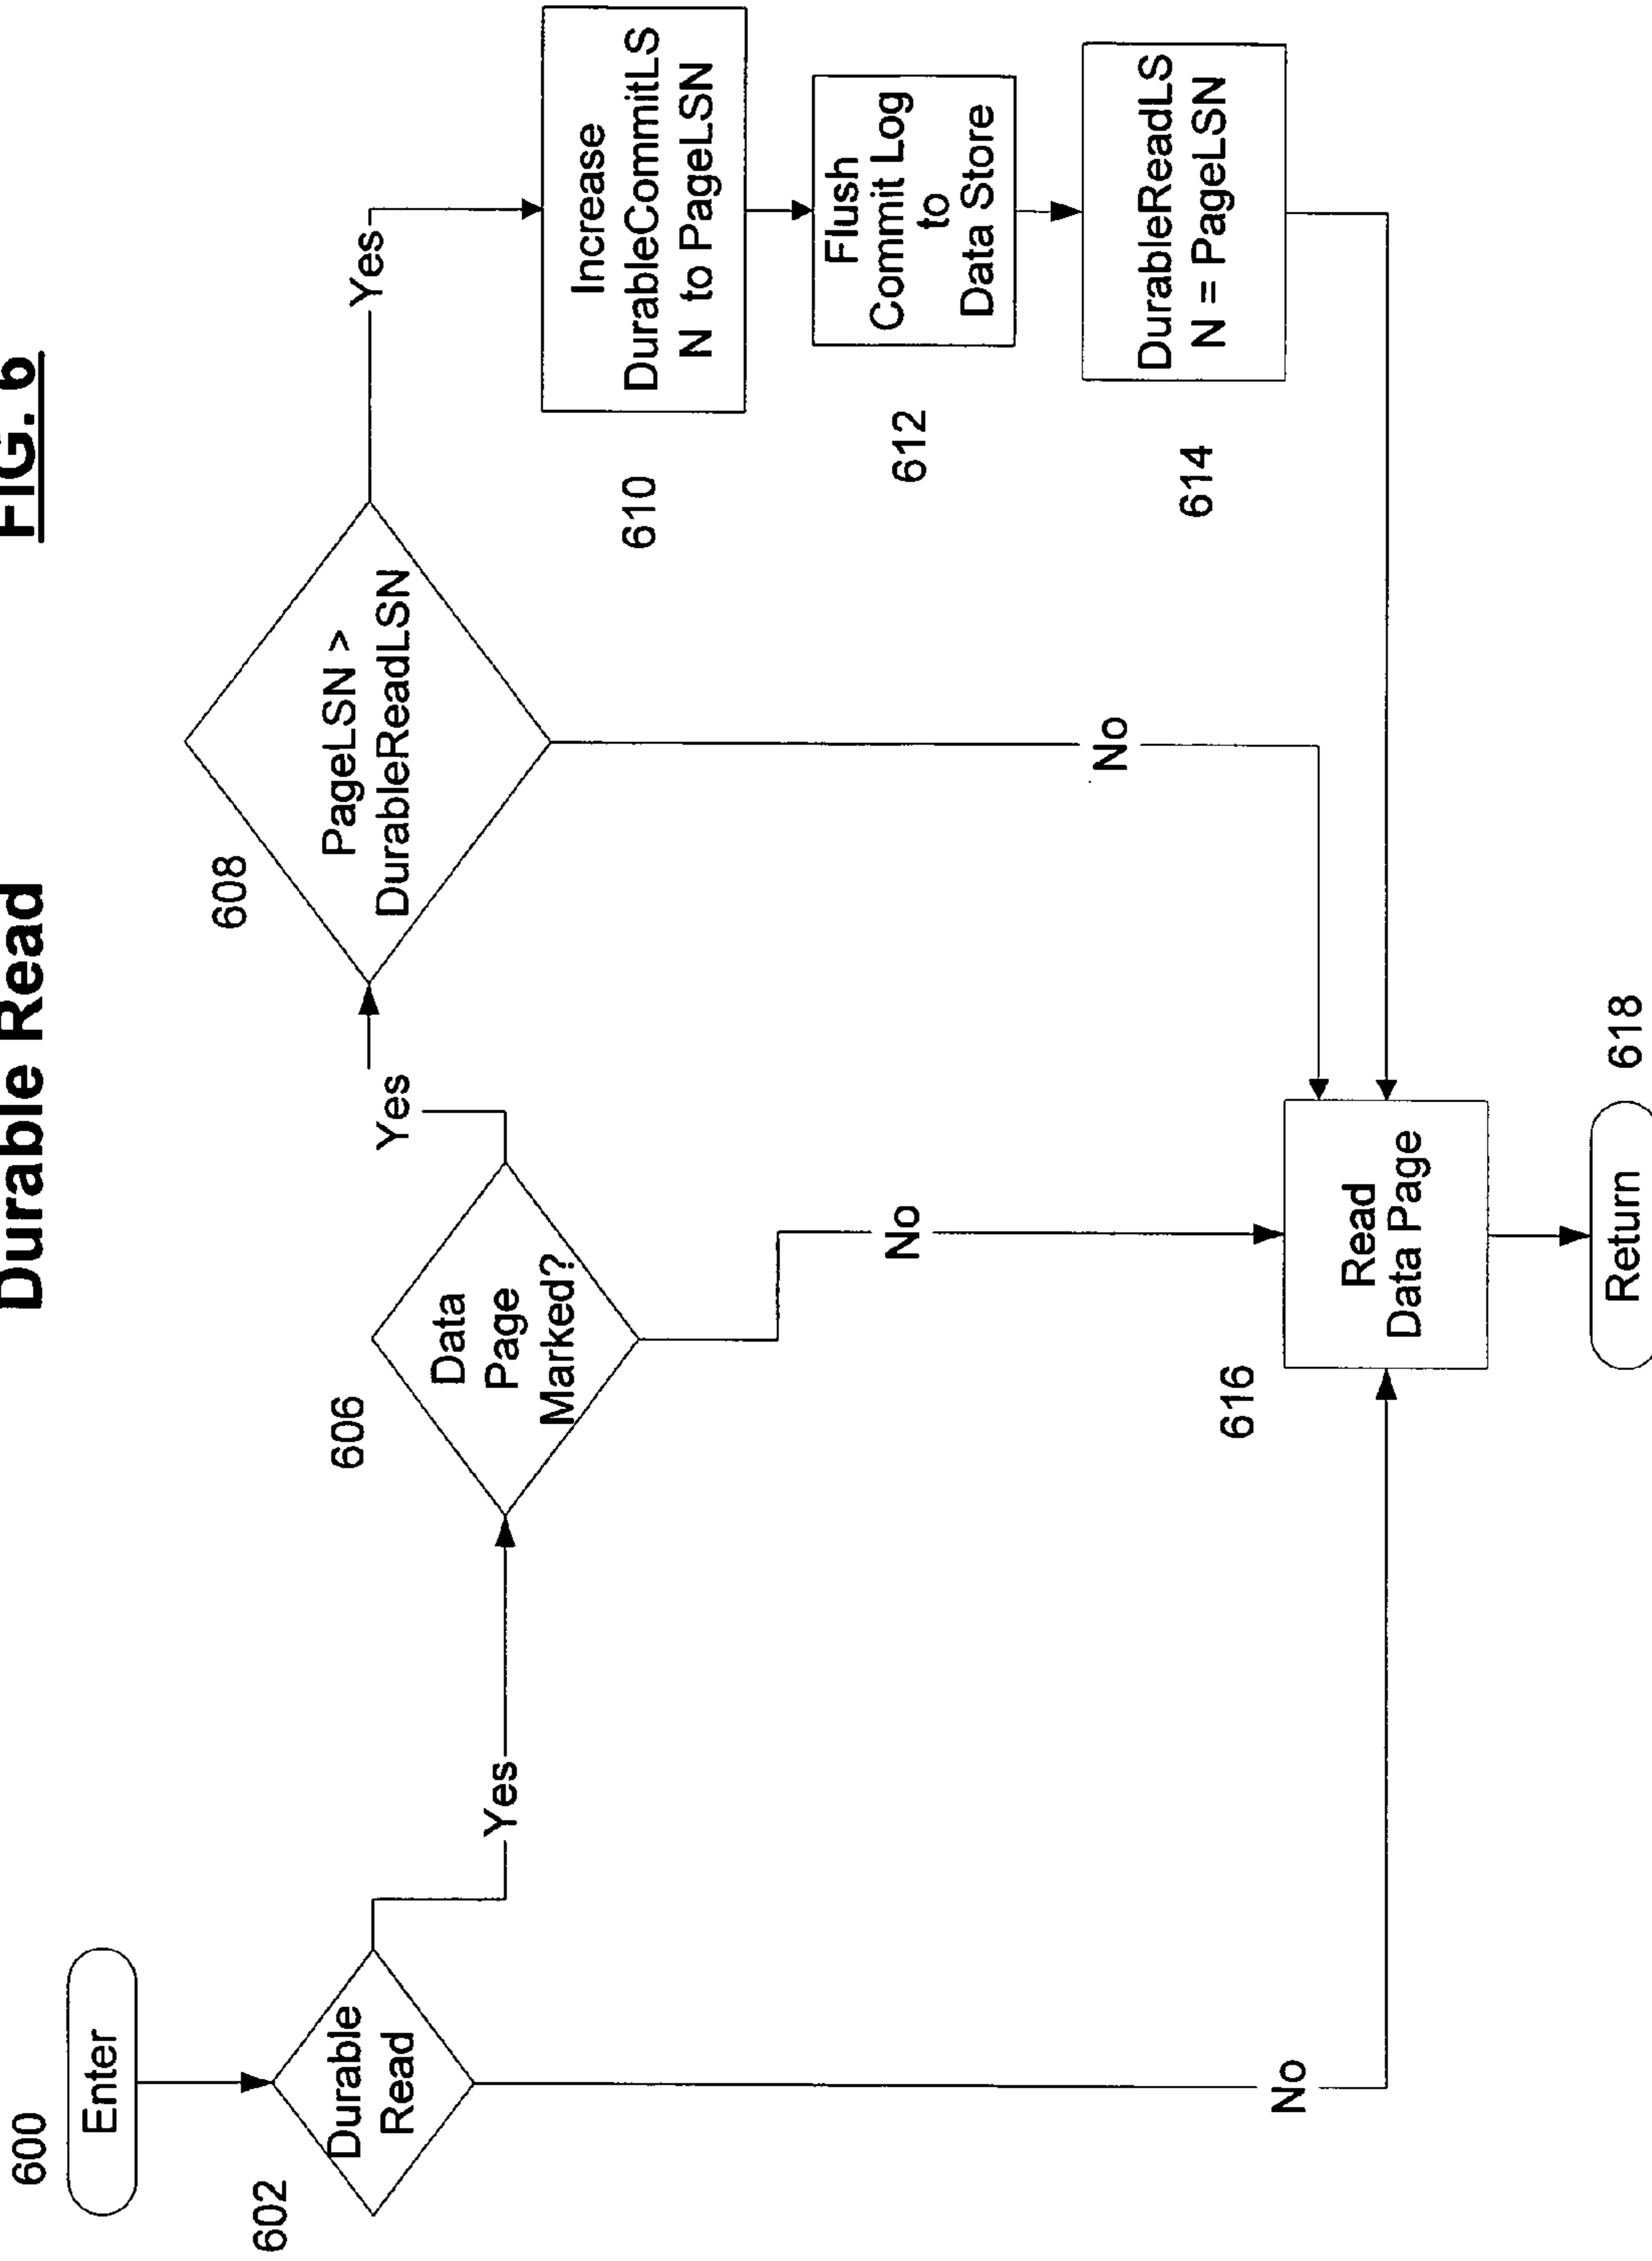 Durable Read
FIG. 6
600
Enter
602
Durable
Read
Yes
No
606
Data
Page
Marked?
Yes
No
608
PageLSN >
DurableReadLSN
Yes
No
610
Increase
DurableCommitLS
N to PageLSN
612
Flush
Commit Log
to
Data Store
614
DurableReadLS
N = PageLSN
616
Read
Data Page
Return
618